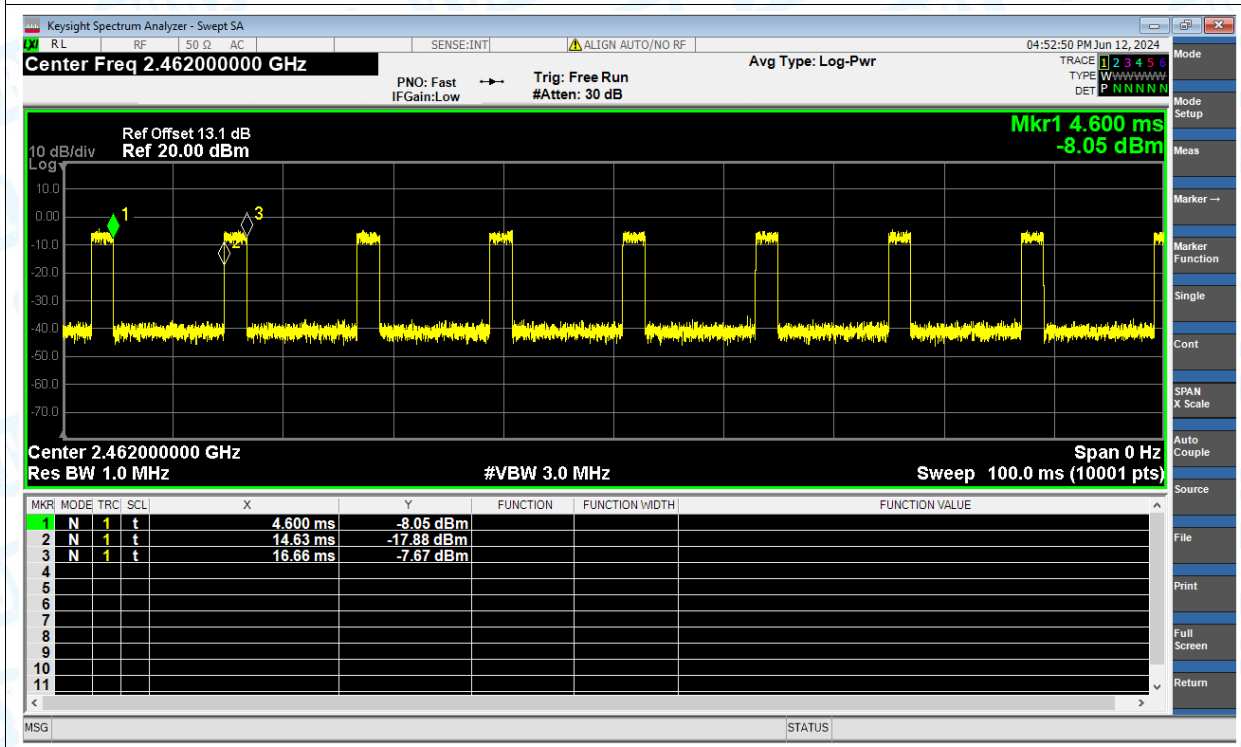 Keysight Spectrum Analyzer - Swept SA
LXI RL RF 50 Ω AC SENSE:INT ALIGN AUTO/NO RF 04:52:50 PM Jun 12, 2024
Center Freq 2.462000000 GHz Avg Type: Log-Pwr TRACE 1 2 3 4 5 6
PNO: Fast Trig: Free Run TYPE WWWWWW
IFGain:Low #Atten: 30 dB DET P N N N N N
Mkr1 4.600 ms
Ref Offset 13.1 dB
10 dB/div Ref 20.00 dBm -8.05 dBm
Log
10.0
0.00
-10.0
-20.0
-30.0
-40.0
-50.0
-60.0
-70.0
1
2
3
Center 2.462000000 GHz Span 0 Hz
Res BW 1.0 MHz #VBW 3.0 MHz Sweep 100.0 ms (10001 pts)
MKR MODE TRC SCL X Y FUNCTION FUNCTION WIDTH FUNCTION VALUE
1 N 1 t 4.600 ms -8.05 dBm
2 N 1 t 14.63 ms -17.88 dBm
3 N 1 t 16.66 ms -7.67 dBm
4
5
6
7
8
9
10
11
MSG STATUS
Mode
Mode
Setup
Meas
Marker →
Marker
Function
Single
Cont
SPAN
X Scale
Auto
Couple
Source
File
Print
Full
Screen
Return